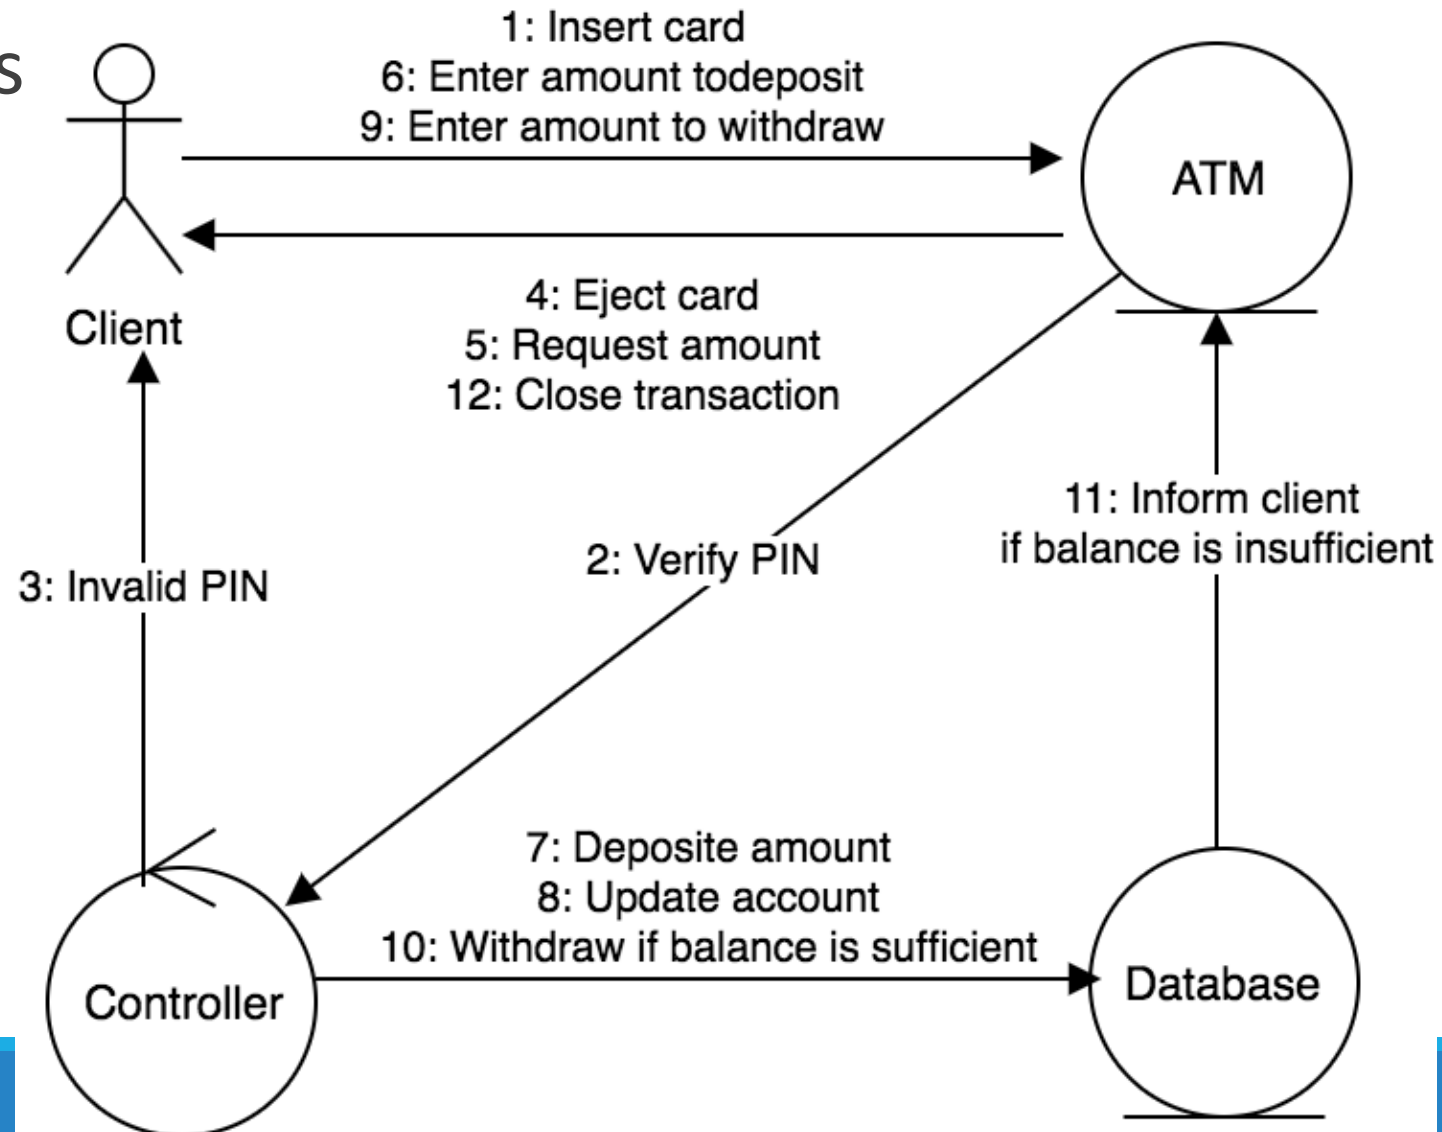 s
1: Insert card
6: Enter amount todeposit
9: Enter amount to withdraw
ATM
Client
4: Eject card
5: Request amount
12: Close transaction
11: Inform client
if balance is insufficient
2: Verify PIN
3: Invalid PIN
7: Deposite amount
8: Update account
10: Withdraw if balance is sufficient
Controller
Database